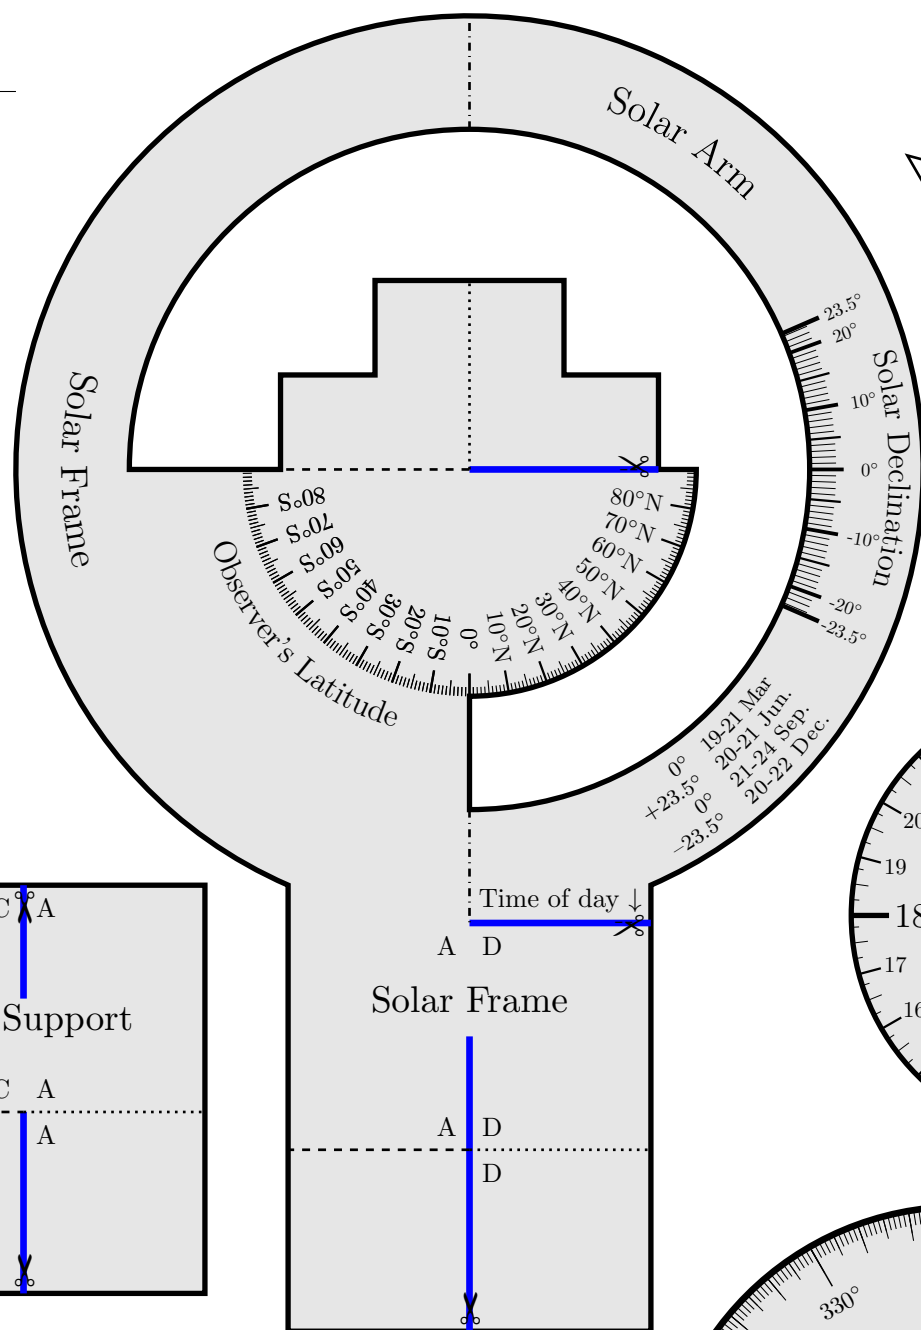 Solar Arm
Solar Frame
Solar Declination
23.5°
20°
10°
0°
-10°
-20°
-23.5°
80°S
70°S
60°S
50°S
40°S
30°S
20°S
10°S
0°
10°N
20°N
30°N
40°N
50°N
60°N
70°N
80°N
Observer's Latitude
0° 19-21 Mar
+23.5° 20-21 Jun.
0° 21-24 Sep.
–23.5° 20-22 Dec.
Time of day ↓
A D
Solar Frame
A D
D
C A
Support
C A
A
20
19
18
17
16
330°